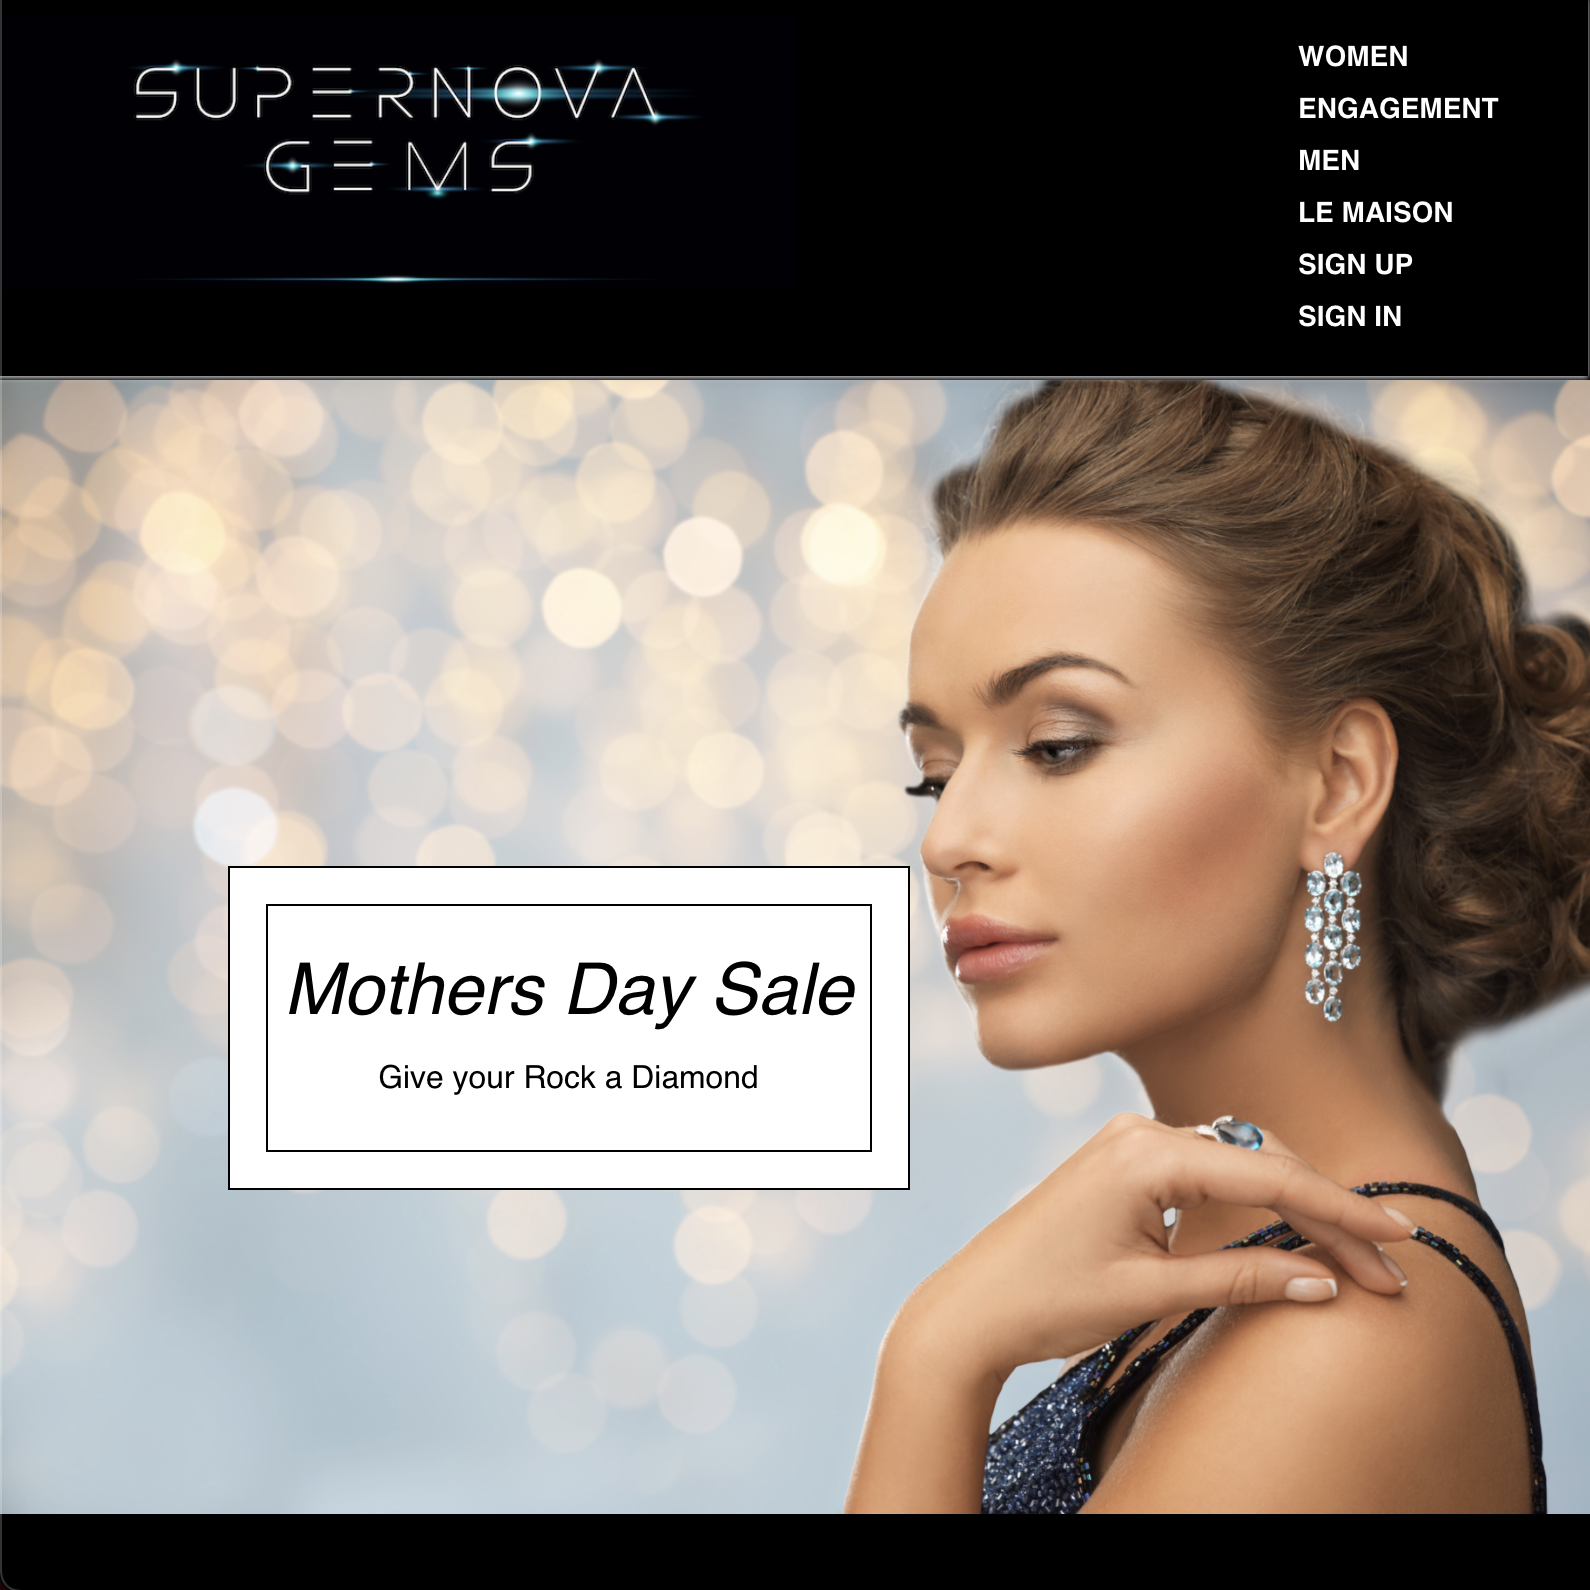 SUPERNOVA
GEMS
WOMEN
ENGAGEMENT
MEN
LE MAISON
SIGN UP
SIGN IN
Mothers Day Sale
Give your Rock a Diamond